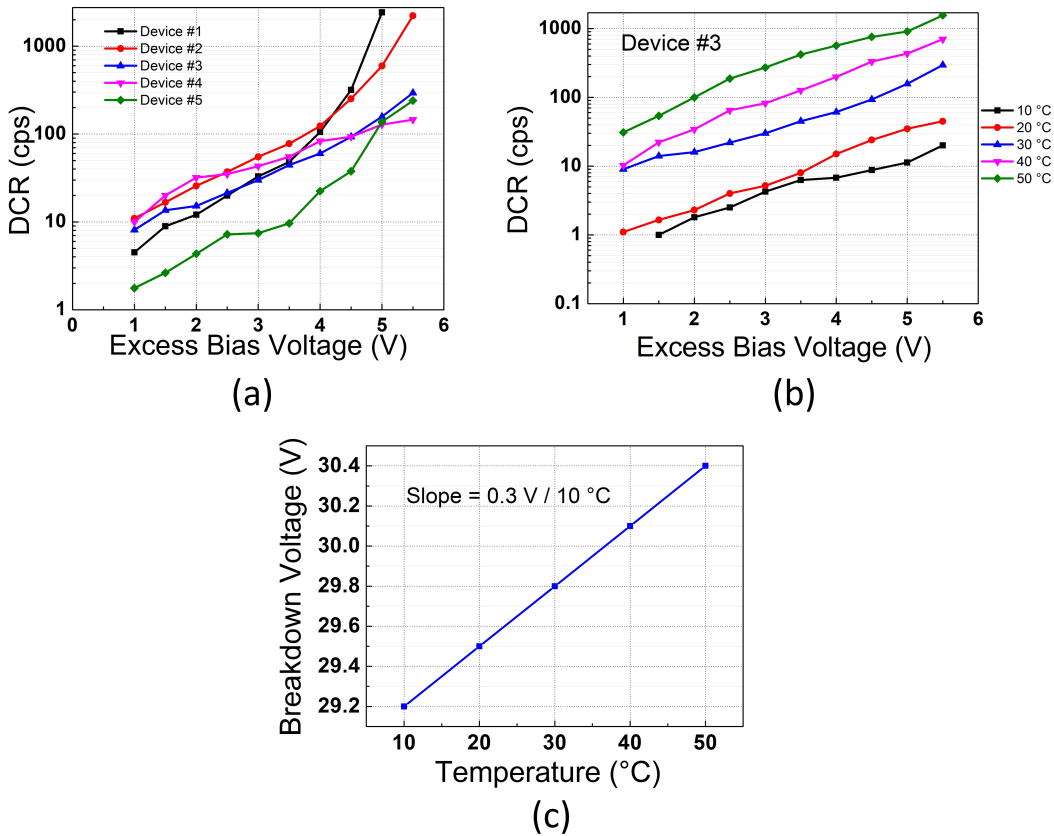 DCR (cps)
1000
100
10
1
Device #1
Device #2
Device #3
Device #4
Device #5
0 1 2 3 4 5 6
Excess Bias Voltage (V)
(a)
DCR (cps)
1000
100
10
1
0.1
Device #3
10 °C
20 °C
30 °C
40 °C
50 °C
1 2 3 4 5 6
Excess Bias Voltage (V)
(b)
Breakdown Voltage (V)
30.4
30.2
30.0
29.8
29.6
29.4
29.2
Slope = 0.3 V / 10 °C
10 20 30 40 50
Temperature (°C)
(c)